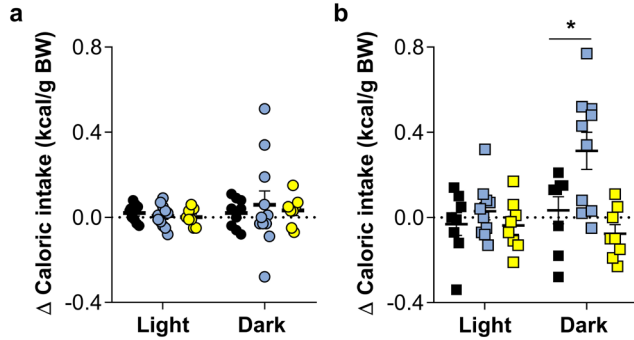 a
Δ Caloric intake (kcal/g BW)
0.8
0.4
0.0
-0.4
Light Dark
b
*
Δ Caloric intake (kcal/g BW)
0.8
0.4
0.0
-0.4
Light Dark